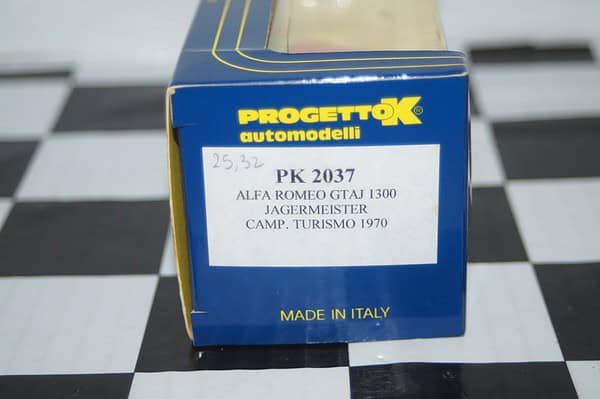 PROGETTO K ®
automodelli
25,32
PK 2037
ALFA ROMEO GTAJ 1300
JAGERMEISTER
CAMP. TURISMO 1970
MADE IN ITALY